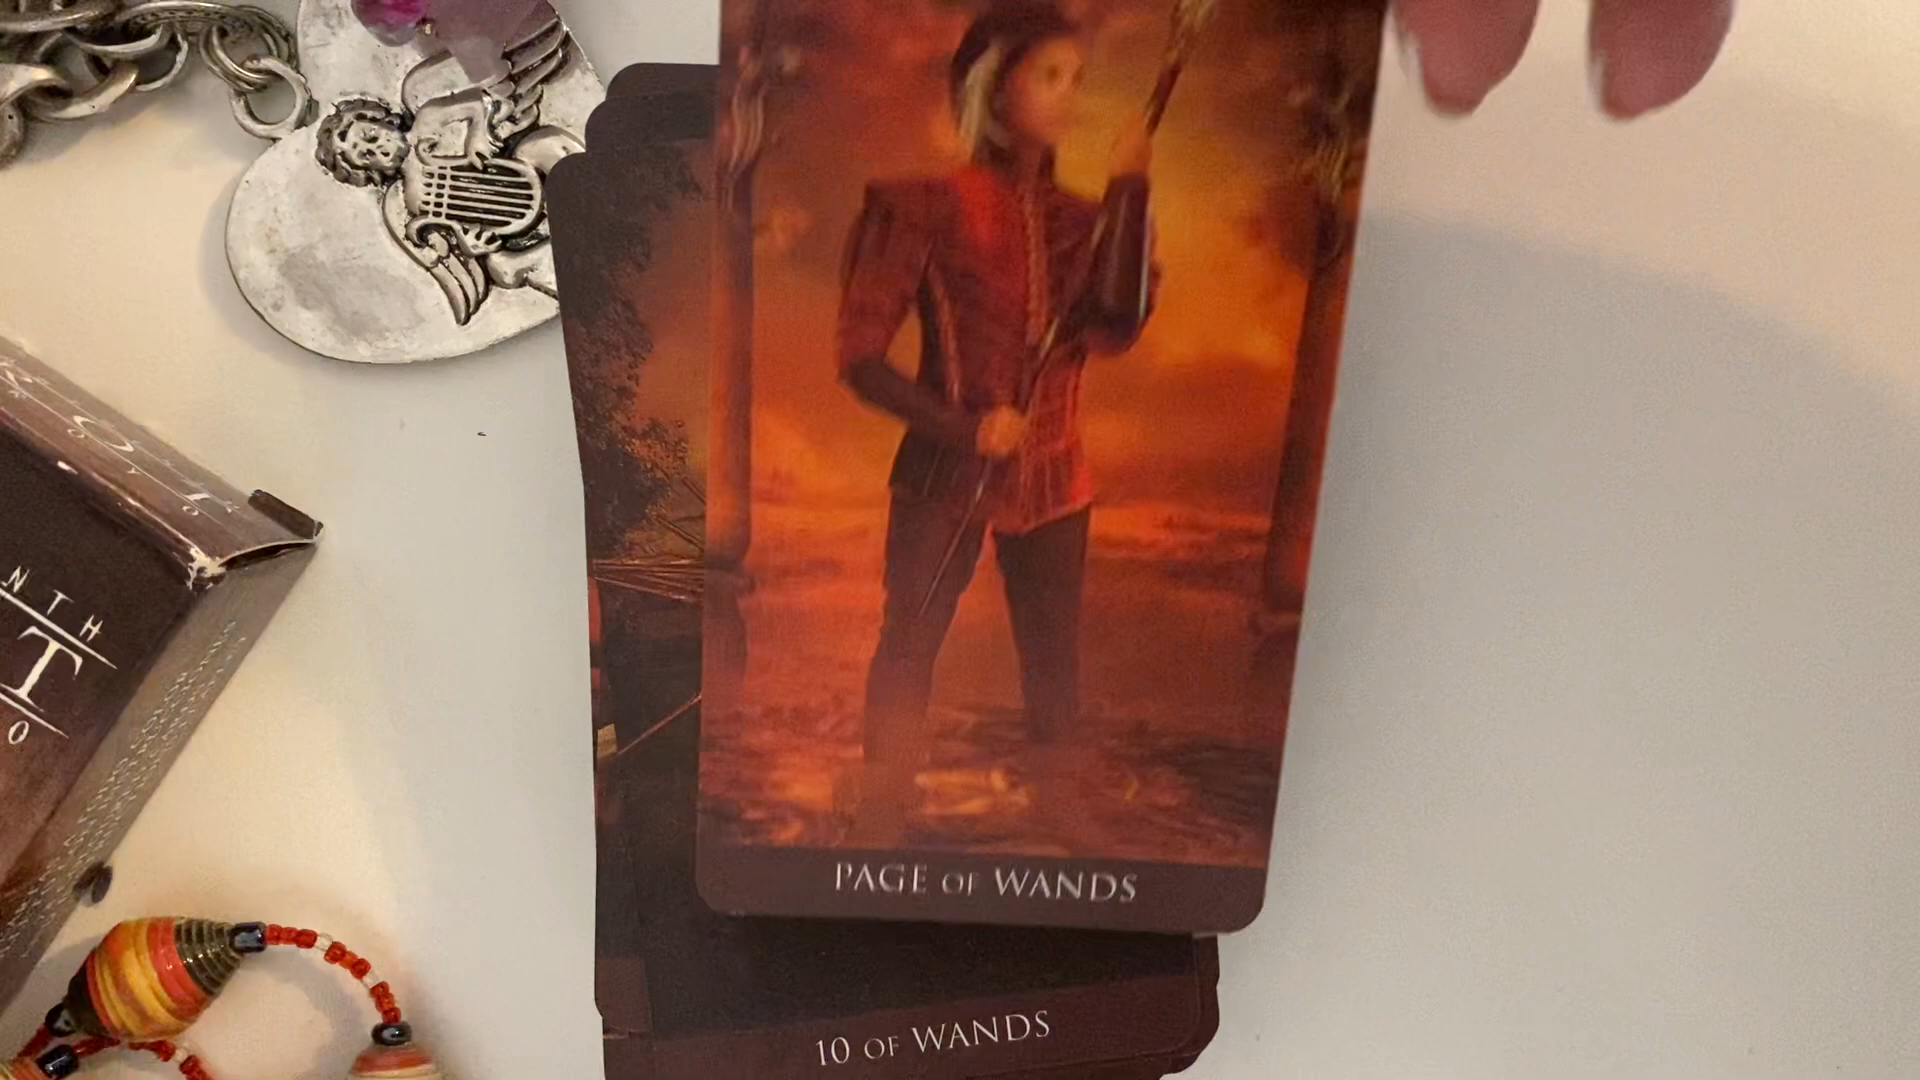 PAGE OF WANDS
10 OF WANDS
NTH
T
O